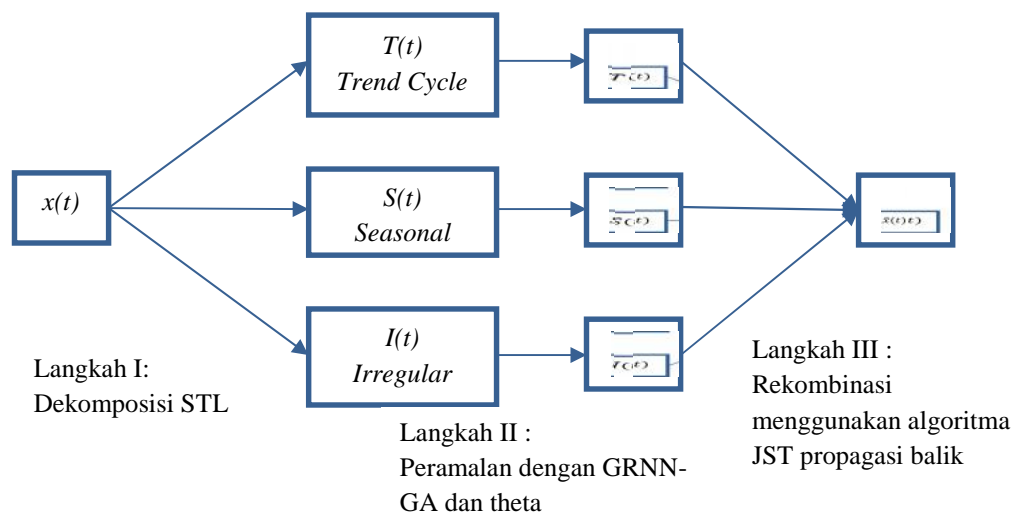 T(t)
Trend Cycle
T(t)
x(t)
S(t)
Seasonal
S(t)
I(t)
Irregular
I(t)
Langkah I:
Dekomposisi STL
Langkah II :
Peramalan dengan GRNN-
GA dan theta
Langkah III :
Rekombinasi
menggunakan algoritma
JST propagasi balik